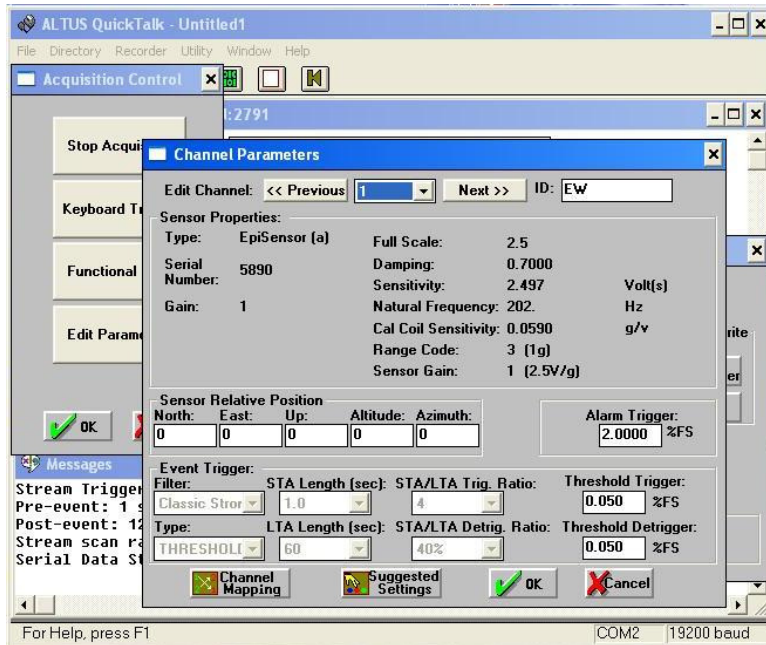 ALTUS QuickTalk - Untitled1
File Directory Recorder Utility Window Help
Acquisition Control
:2791
Stop Acqui
Keyboard T
Functional
Edit Param
OK
Channel Parameters
Edit Channel: << Previous 1 Next >> ID: EW
Sensor Properties:
Type: EpiSensor (a)
Serial Number: 5890
Gain: 1
Full Scale: 2.5
Damping: 0.7000
Sensitivity: 2.497 Volt(s)
Natural Frequency: 202. Hz
Cal Coil Sensitivity: 0.0590 g/v
Range Code: 3 (1g)
Sensor Gain: 1 (2.5V/g)
Sensor Relative Position
North: East: Up: Altitude: Azimuth:
0 0 0 0 0
Alarm Trigger:
2.0000 %FS
Event Trigger:
Filter: STA Length (sec): STA/LTA Trig. Ratio: Threshold Trigger:
Classic Stror 1.0 4 0.050 %FS
Type: LTA Length (sec): STA/LTA Detrig. Ratio: Threshold Detrigger:
THRESHOLD 60 40% 0.050 %FS
Channel Mapping
Suggested Settings
OK
Cancel
rite
er
Messages
Stream Trigger
Pre-event: 1 s
Post-event: 12
Stream scan ra
Serial Data St
For Help, press F1
COM2 19200 baud